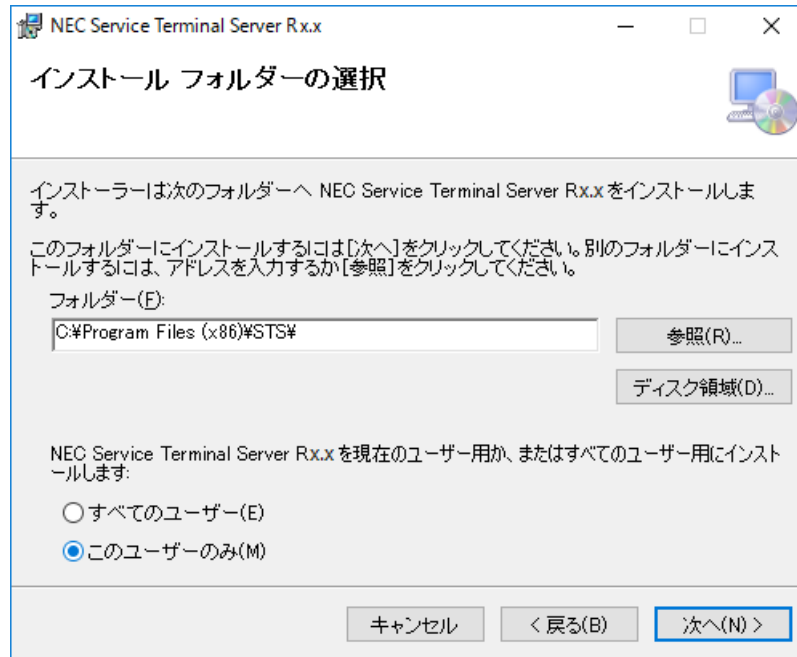 NEC Service Terminal Server Rx.x
インストール フォルダーの選択
インストーラーは次のフォルダーへ NEC Service Terminal Server Rx.xをインストールしま
す。
このフォルダーにインストールするには[次へ]をクリックしてください。別のフォルダーにインス
トールするには、アドレスを入力するか[参照]をクリックしてください。
フォルダー(F):
C:¥Program Files (x86)¥STS¥
参照(R)...
ディスク領域(D)...
NEC Service Terminal Server Rx.xを現在のユーザー用か、またはすべてのユーザー用にインスト
ールします:
すべてのユーザー(E)
このユーザーのみ(M)
キャンセル
< 戻る(B)
次へ(N) >